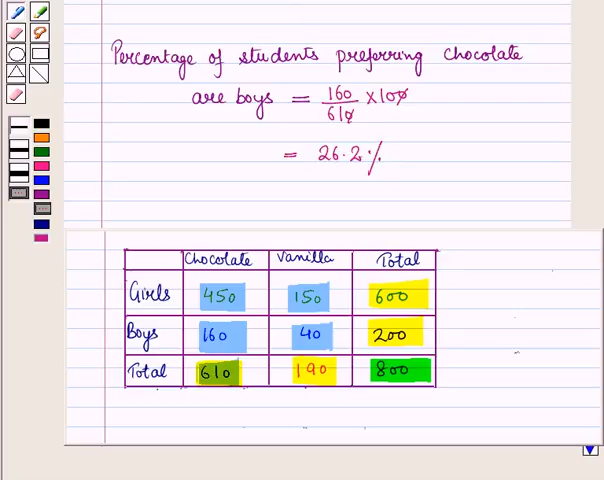 Percentage of students preferring chocolate
are boys = 160/610 × 100
= 26.2%
Chocolate Vanilla Total
Girls 450 150 600
Boys 160 40 200
Total 610 190 800